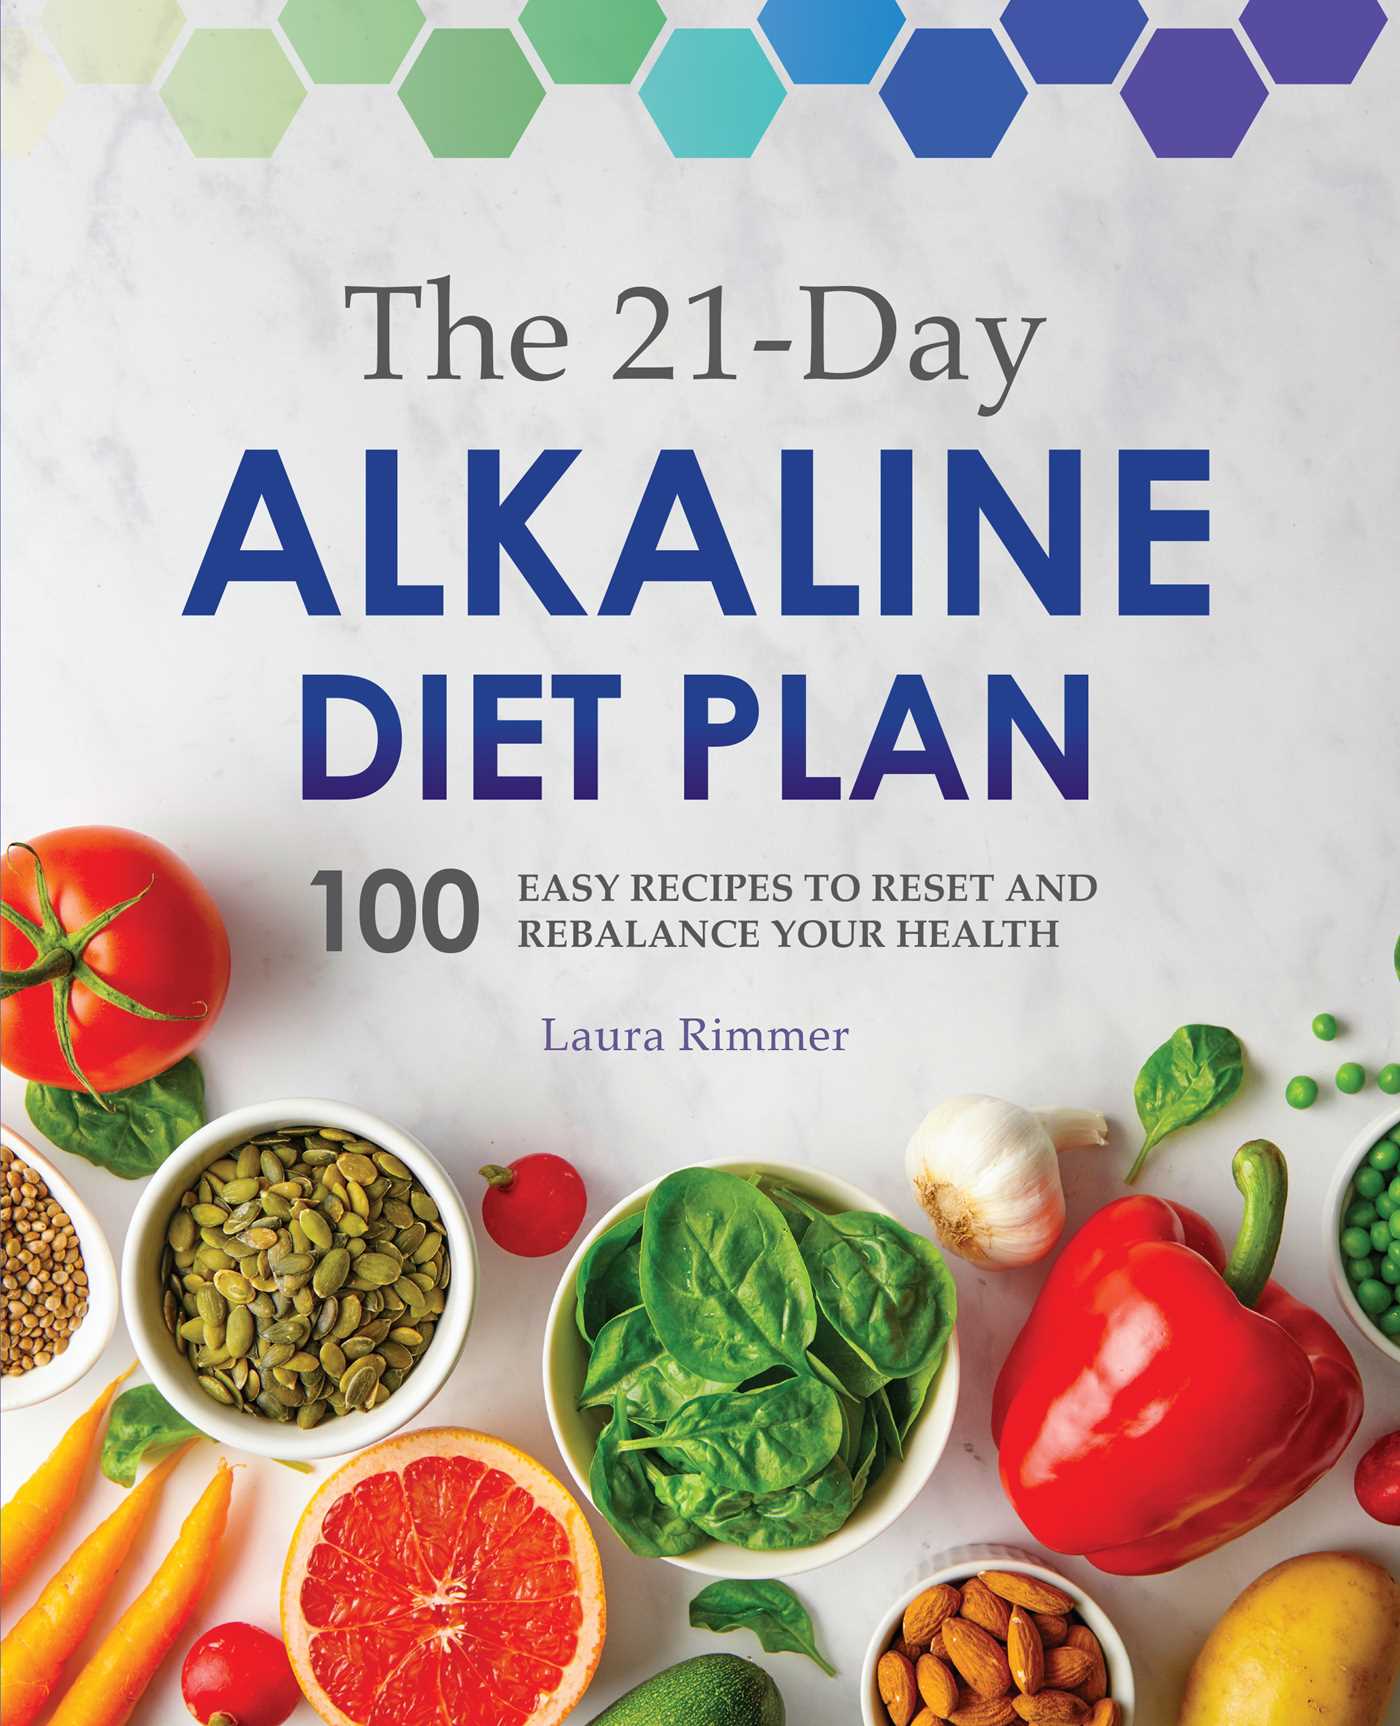 The 21-Day
ALKALINE
DIET PLAN
100 EASY RECIPES TO RESET AND
REBALANCE YOUR HEALTH
Laura Rimmer